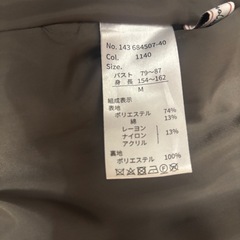 No. 143 684507-40
Col. 1140
Size.
バスト 79~87
身 長 154~162
M
組成表示
表地
ポリエステル 74%
綿 13%
レーヨン 13%
ナイロン
アクリル
裏地
ポリエステル 100%